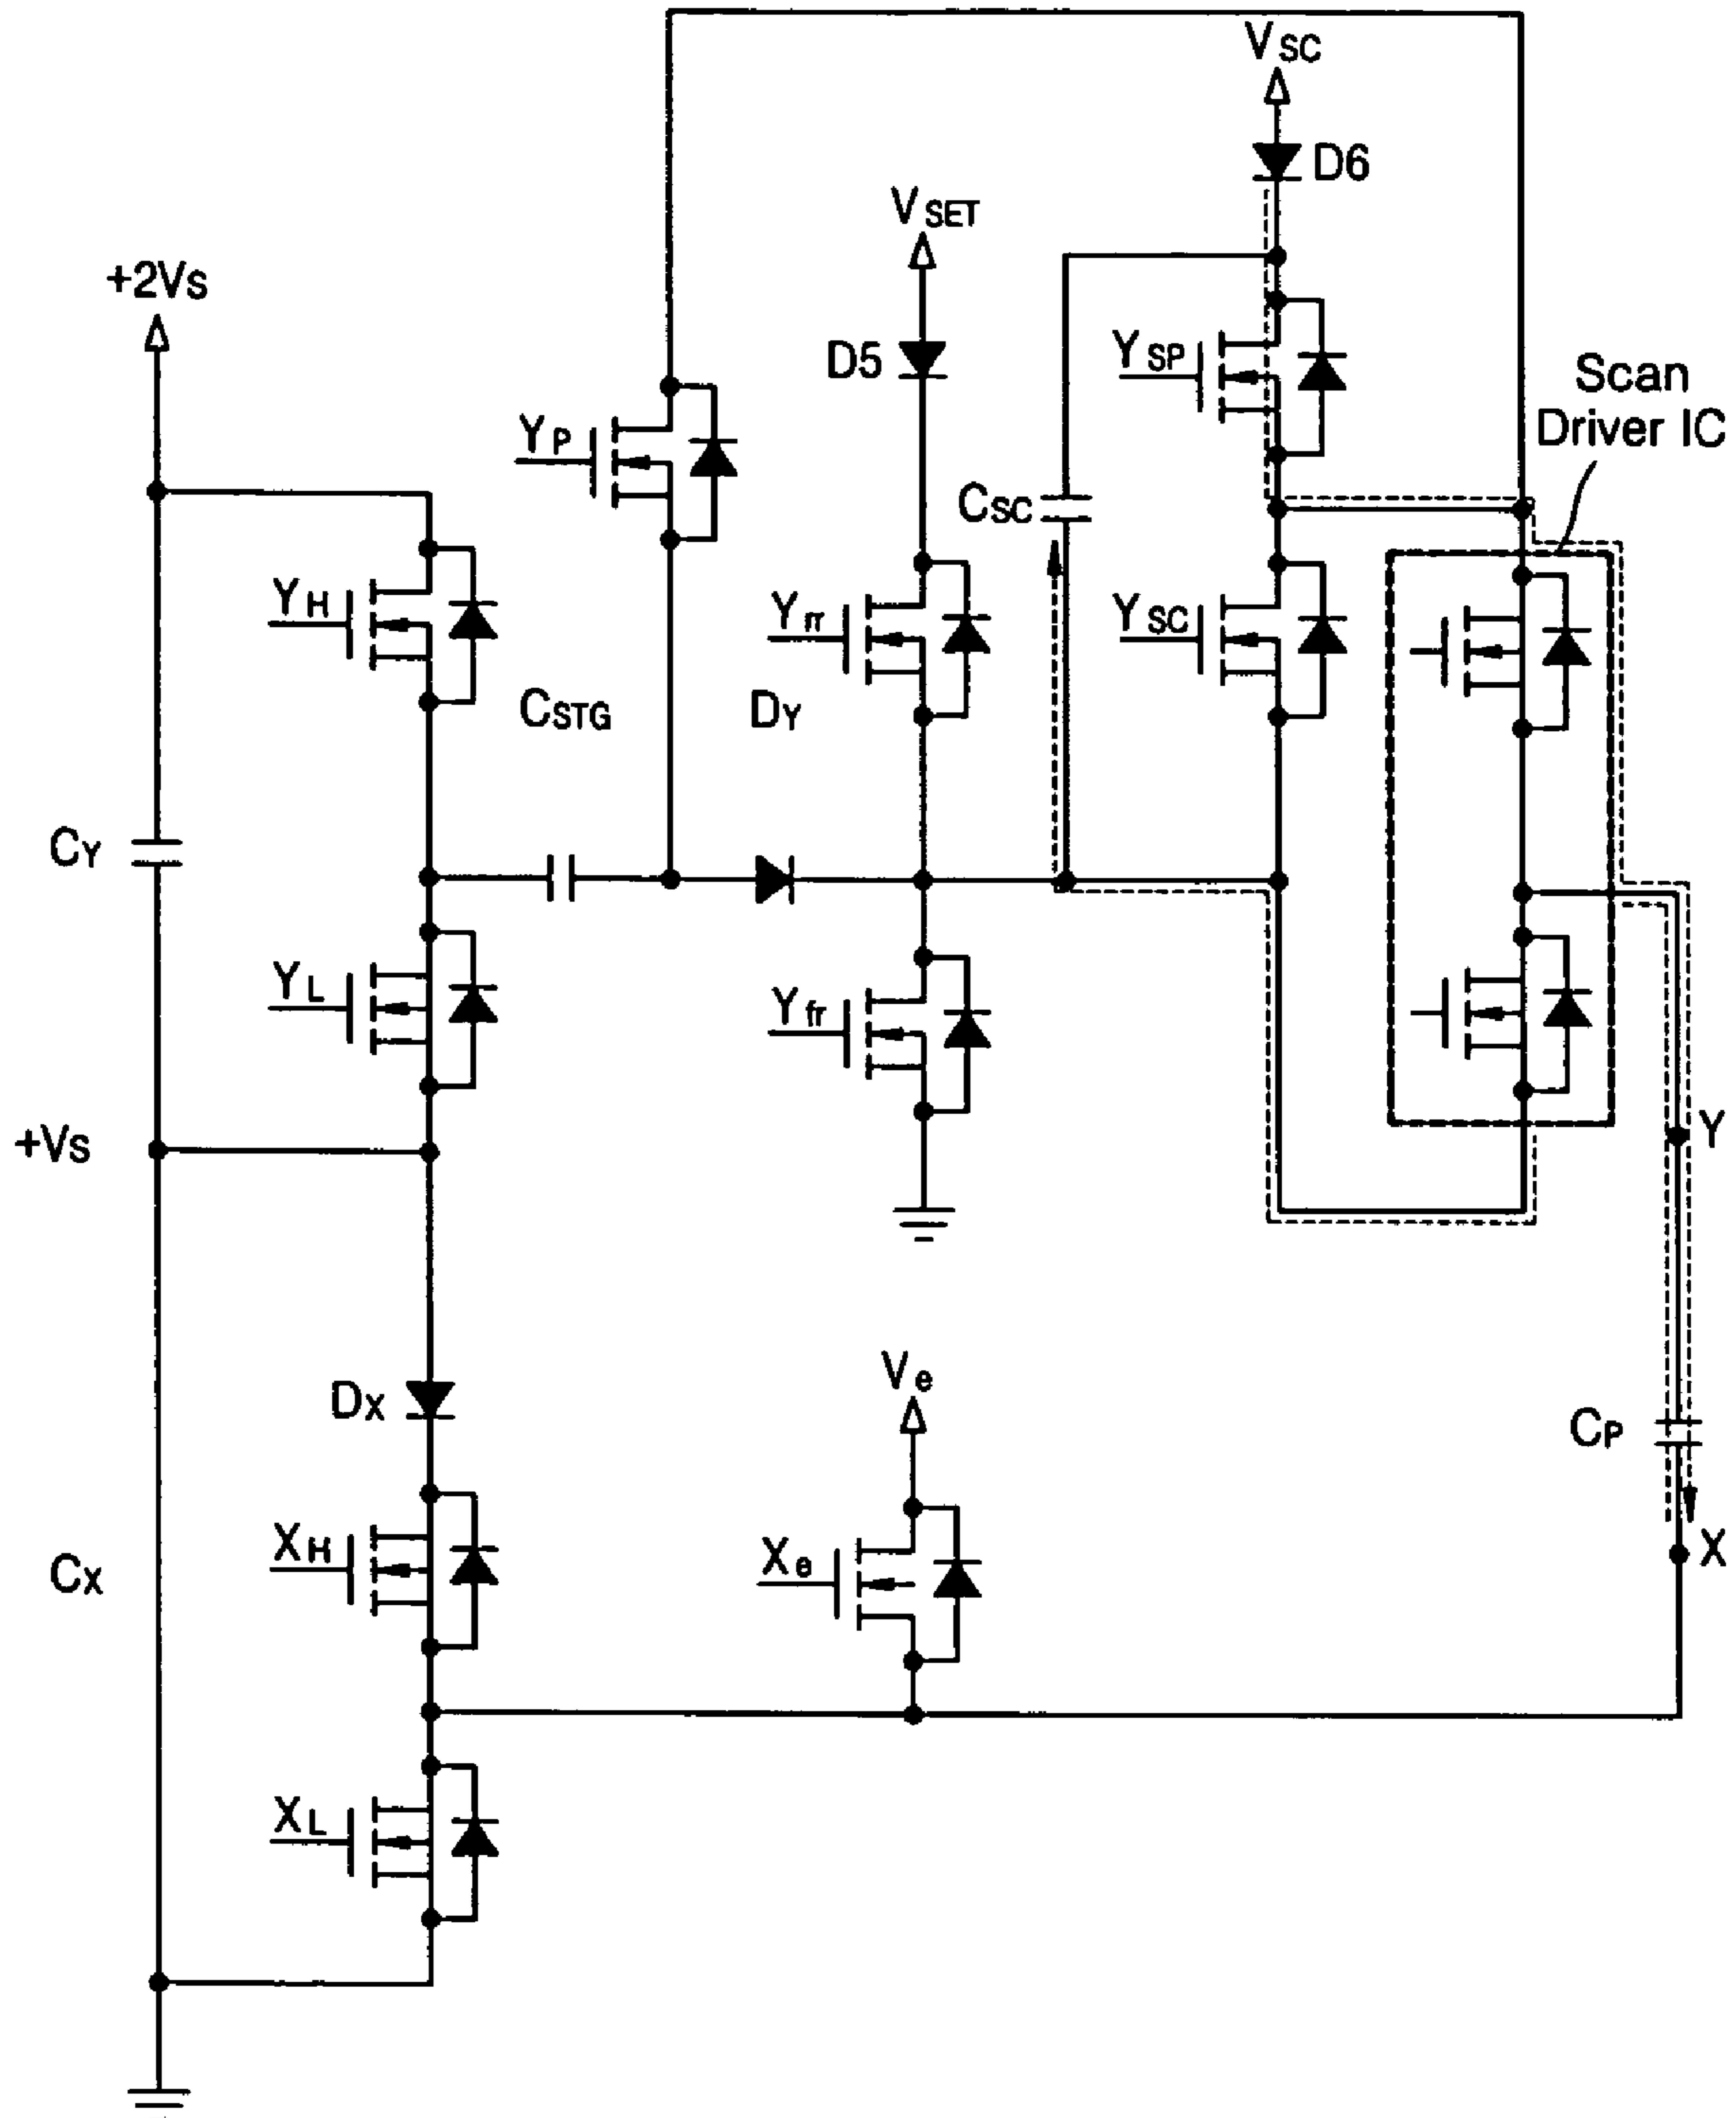 VSC
D6
VSET
+2Vs
D5
YSP
Scan
Driver IC
YP
CSC
YH
Yrr
YSC
CSTG
DY
CY
YL
Yfr
+Vs
Y
Ve
DX
CP
XH
Xe
X
CX
XL